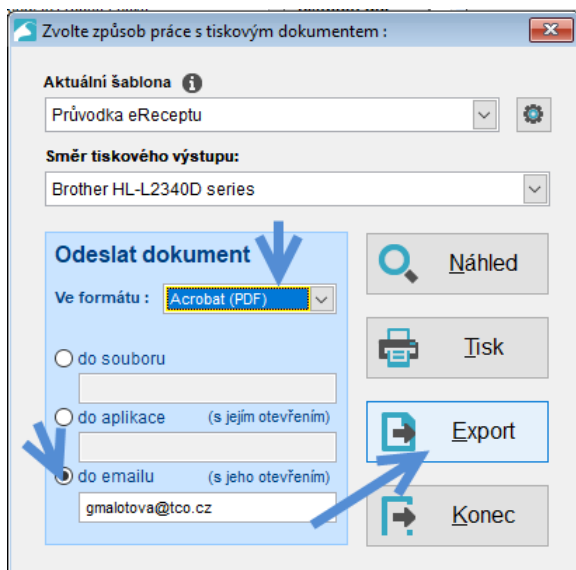 Zvolte způsob práce s tiskovým dokumentem :
Aktuální šablona
Průvodka eReceptu
Směr tiskového výstupu:
Brother HL-L2340D series
Odeslat dokument
Ve formátu : Acrobat (PDF)
do souboru
do aplikace (s jejím otevřením)
do emailu (s jeho otevřením)
gmalotova@tco.cz
Náhled
Tisk
Export
Konec